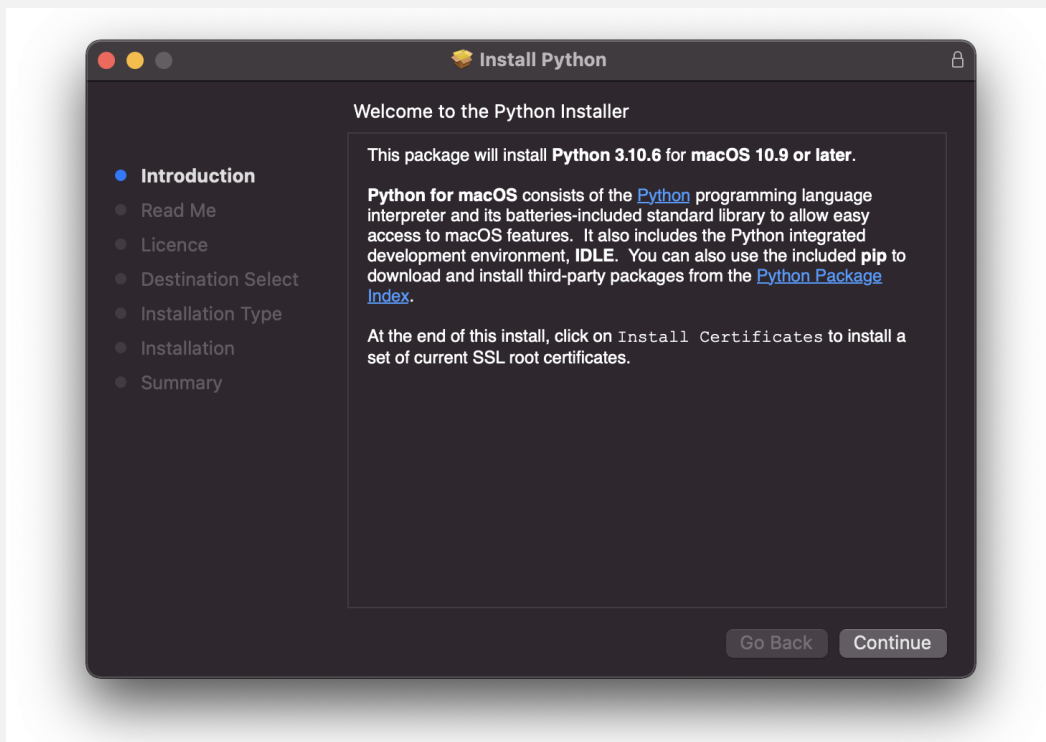 Install Python
Welcome to the Python Installer
Introduction
Read Me
Licence
Destination Select
Installation Type
Installation
Summary
This package will install Python 3.10.6 for macOS 10.9 or later.
Python for macOS consists of the Python programming language
interpreter and its batteries-included standard library to allow easy
access to macOS features.  It also includes the Python integrated
development environment, IDLE.  You can also use the included pip to
download and install third-party packages from the Python Package
Index.
At the end of this install, click on Install Certificates to install a
set of current SSL root certificates.
Go Back
Continue